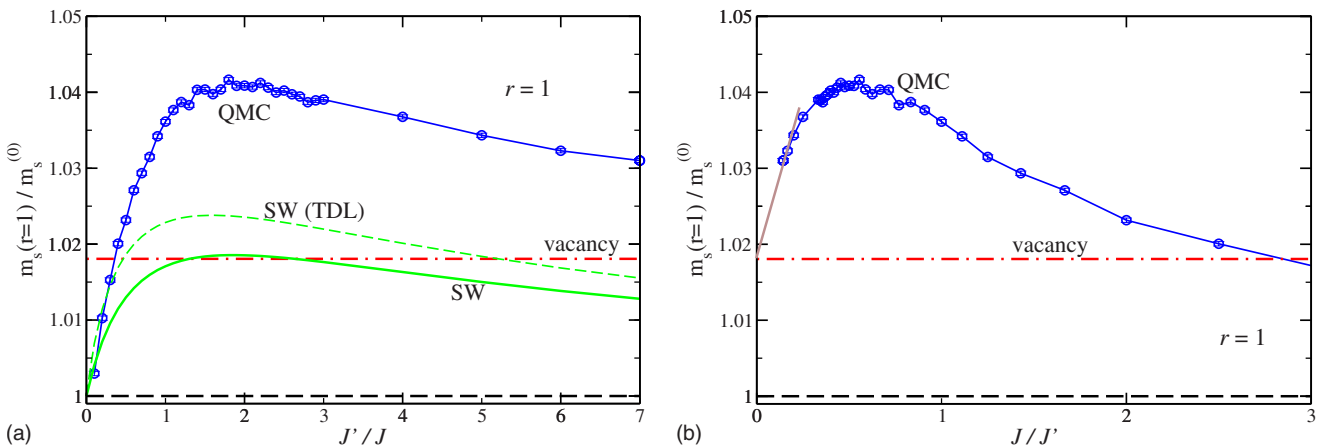 1.05
1.04
1.03
1.02
1.01
1
m_s(r=1) / m_s^(0)
QMC
r = 1
SW (TDL)
vacancy
SW
0 1 2 3 4 5 6 7
(a) J'/J
1.05
1.04
1.03
1.02
1.01
1
m_s(r=1) / m_s^(0)
QMC
vacancy
r = 1
0 1 2 3
(b) J/J'